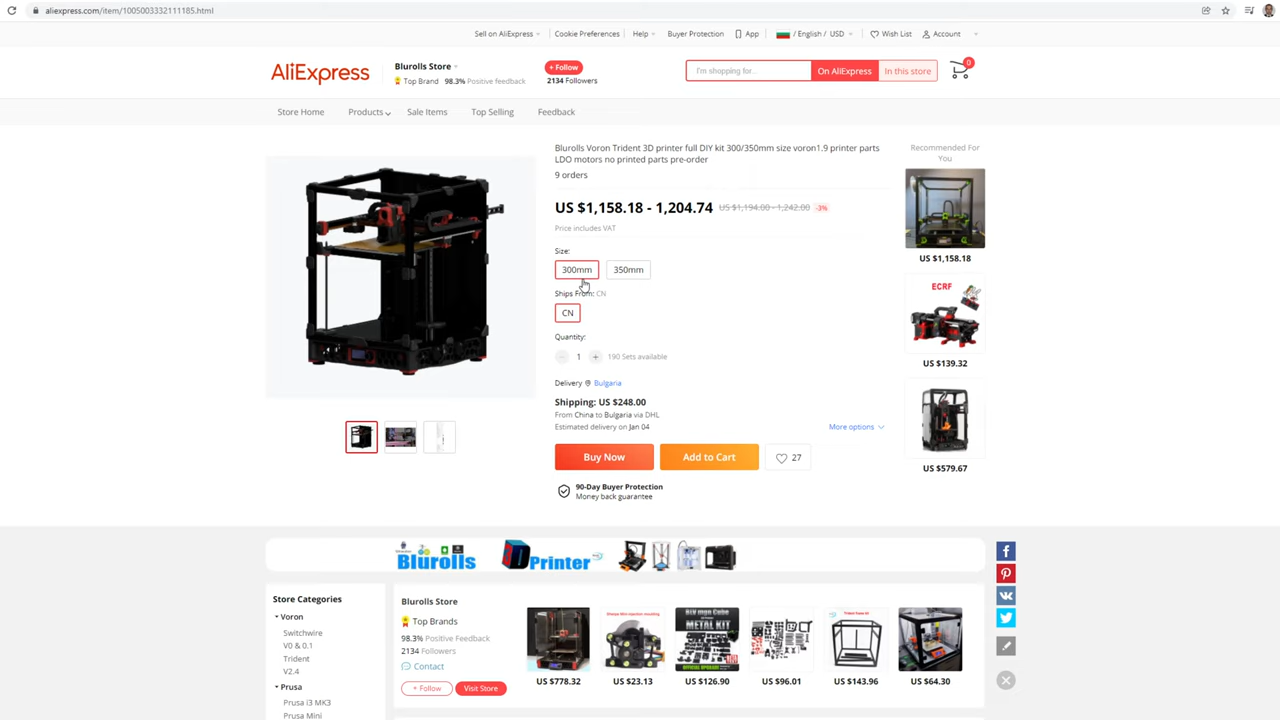 aliexpress.com/item/1005003332111185.html
Sell on AliExpress
Cookie Preferences
Help
Buyer Protection
App
/ English / USD
Wish List
Account
AliExpress
Blurolls Store
Top Brand 98.3% Positive feedback
+ Follow
2134 Followers
I'm shopping for...
On AliExpress
In this store
0
Store Home
Products
Sale Items
Top Selling
Feedback
Blurolls Voron Trident 3D printer full DIY kit 300/350mm size voron1.9 printer parts
LDO motors no printed parts pre-order
9 orders
US $1,158.18 - 1,204.74 US $1,194.00 - 1,242.00 -3%
Price includes VAT
Size:
300mm
350mm
Ships From: CN
CN
Quantity:
1
190 Sets available
Delivery Bulgaria
Shipping: US $248.00
From China to Bulgaria via DHL
Estimated delivery on Jan 04
More options
Buy Now
Add to Cart
27
90-Day Buyer Protection
Money back guarantee
Recommended For
You
US $1,158.18
ECRF
US $139.32
US $579.67
Blurolls
Printer
Store Categories
Voron
Switchwire
V0 & 0.1
Trident
V2.4
Prusa
Prusa i3 MK3
Prusa Mini
Blurolls Store
Top Brands
98.3% Positive Feedback
2134 Followers
Contact
+ Follow
Visit Store
US $778.32
US $23.13
METAL KIT
US $126.90
US $96.01
US $143.96
US $64.30